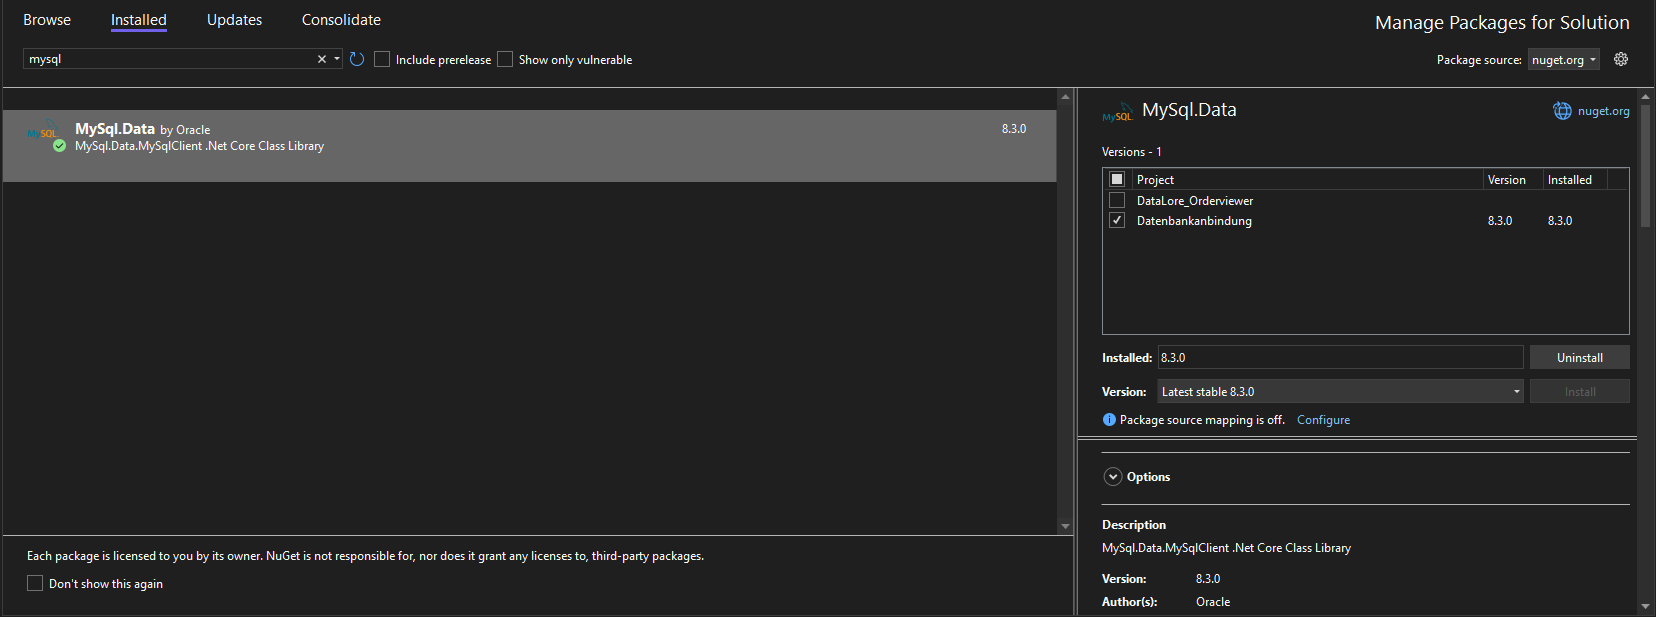 Browse Installed Updates Consolidate
Manage Packages for Solution
mysql Include prerelease Show only vulnerable
Package source: nuget.org
MySQL MySql.Data by Oracle 8.3.0
MySql.Data.MySqlClient .Net Core Class Library
Each package is licensed to you by its owner. NuGet is not responsible for, nor does it grant any licenses to, third-party packages.
Don't show this again
MySQL MySql.Data nuget.org
Versions - 1
Project Version Installed
DataLore_Orderviewer
Datenbankanbindung 8.3.0 8.3.0
Installed: 8.3.0 Uninstall
Version: Latest stable 8.3.0 Install
Package source mapping is off. Configure
Options
Description
MySql.Data.MySqlClient .Net Core Class Library
Version: 8.3.0
Author(s): Oracle